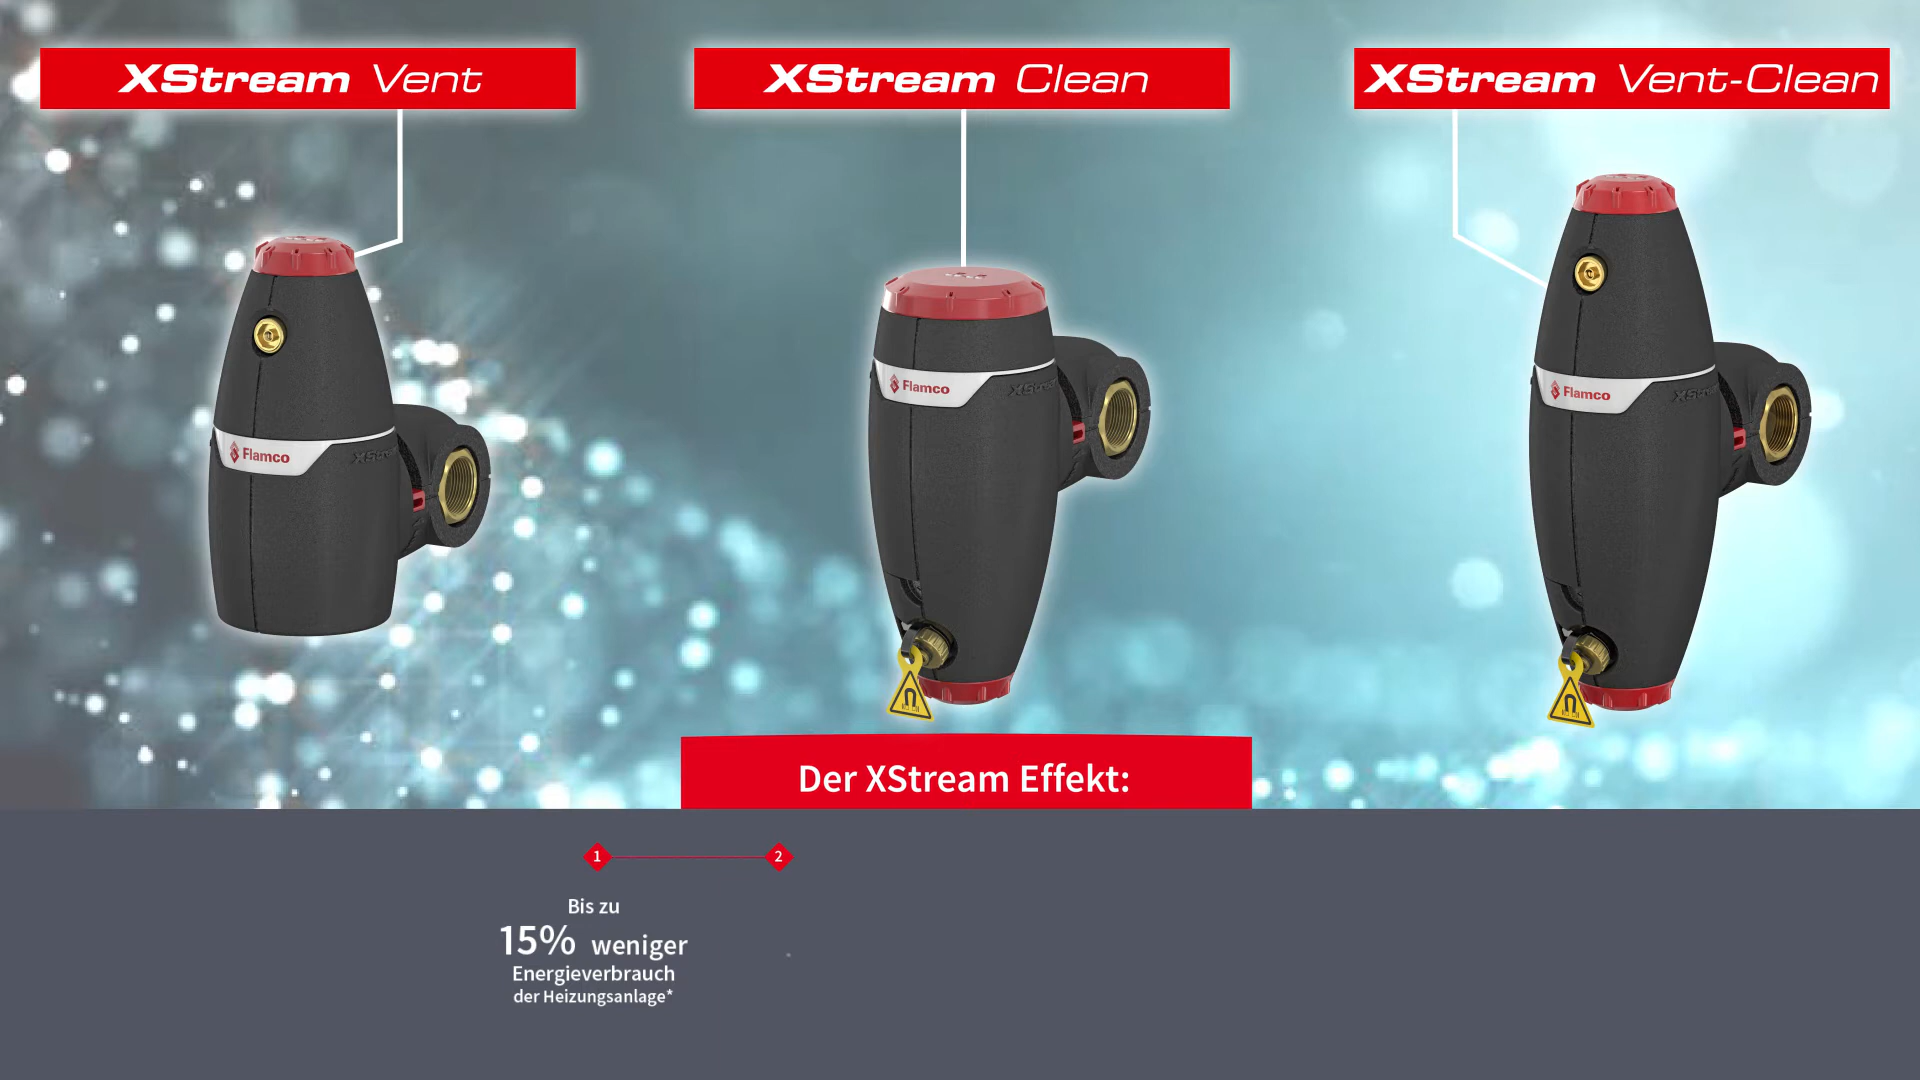 XStream Vent
XStream Clean
XStream Vent-Clean
Flamco
XStream
Flamco
Flamco
Der XStream Effekt:
1
2
Bis zu
15% weniger
Energieverbrauch
der Heizungsanlage*